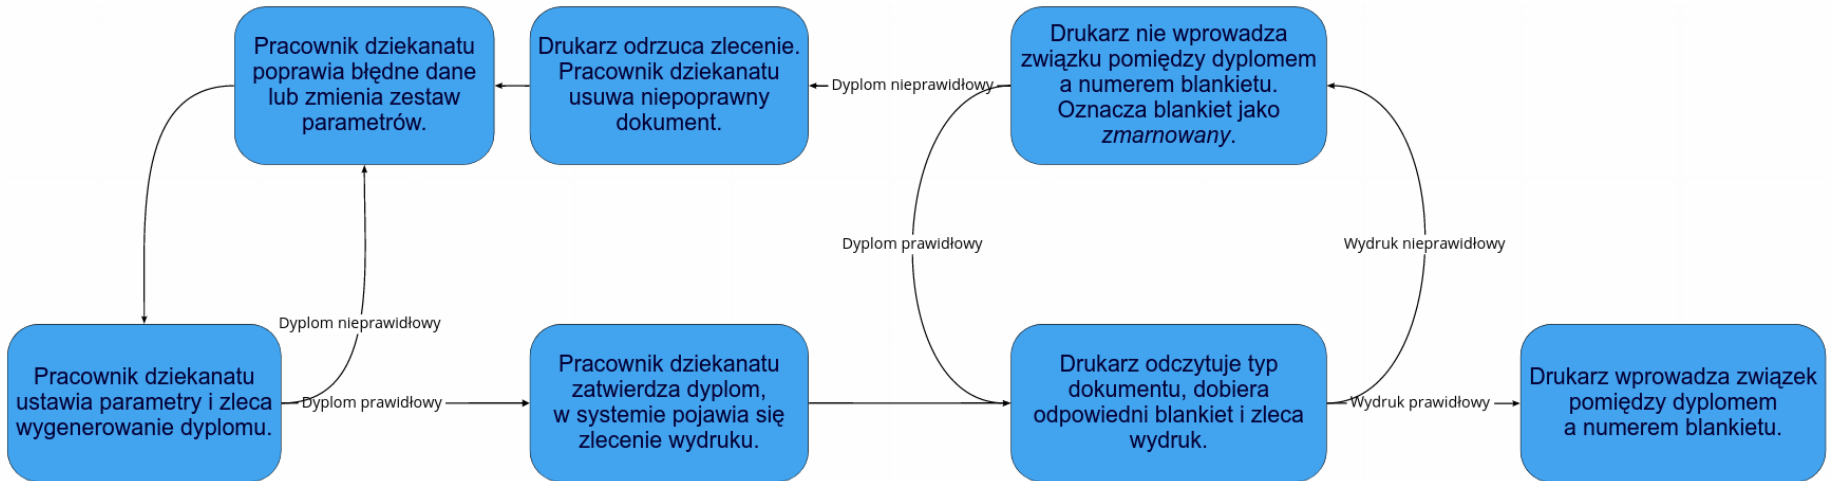 Pracownik dziekanatu
poprawia błędne dane
lub zmienia zestaw
parametrów.
Drukarz odrzuca zlecenie.
Pracownik dziekanatu
usuwa niepoprawny
dokument.
Dyplom nieprawidłowy
Drukarz nie wprowadza
związku pomiędzy dyplomem
a numerem blankietu.
Oznacza blankiet jako
zmarnowany.
Dyplom prawidłowy
Wydruk nieprawidłowy
Dyplom nieprawidłowy
Pracownik dziekanatu
ustawia parametry i zleca
wygenerowanie dyplomu.
Dyplom prawidłowy
Pracownik dziekanatu
zatwierdza dyplom,
w systemie pojawia się
zlecenie wydruku.
Drukarz odczytuje typ
dokumentu, dobiera
odpowiedni blankiet i zleca
wydruk.
Wydruk prawidłowy
Drukarz wprowadza związek
pomiędzy dyplomem
a numerem blankietu.